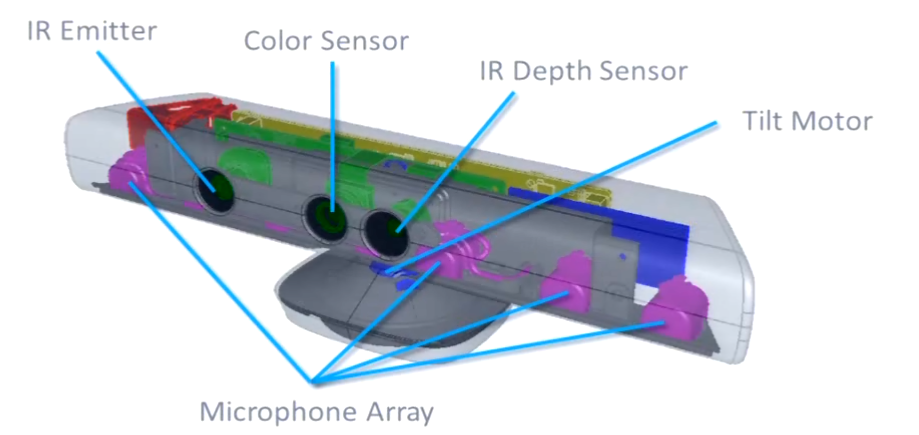 IR Emitter
Color Sensor
IR Depth Sensor
Tilt Motor
Microphone Array